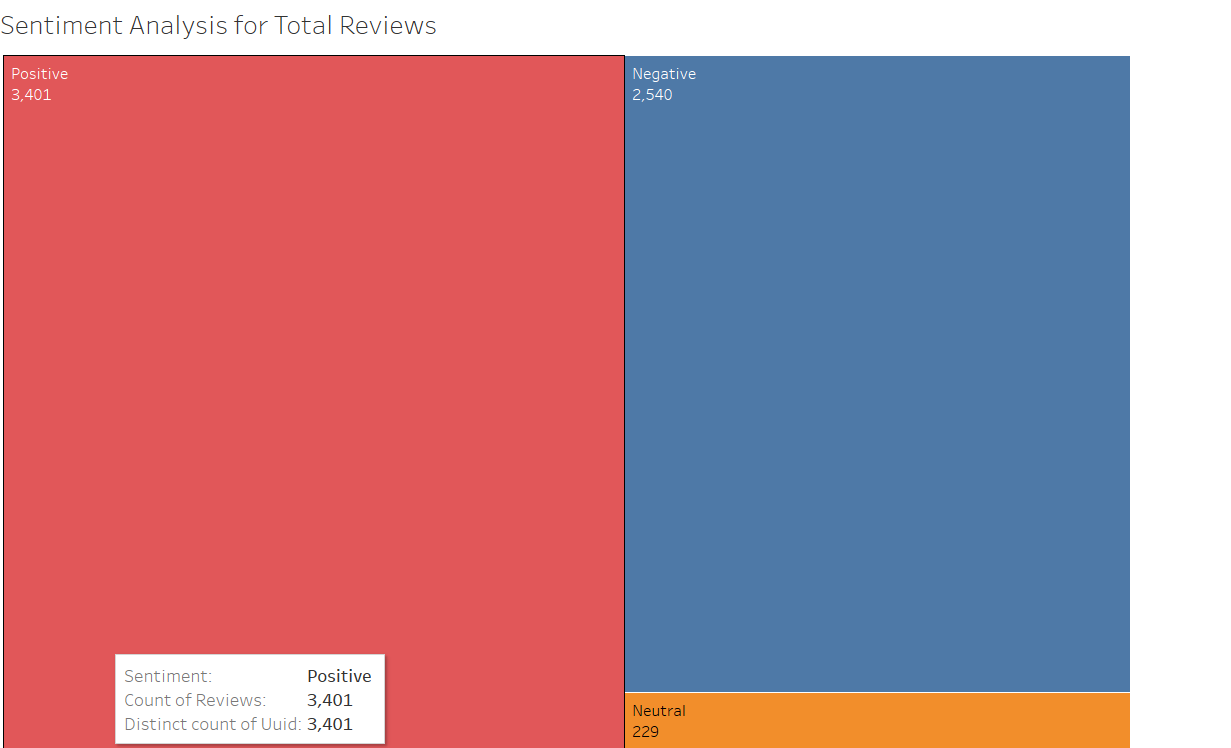 Sentiment Analysis for Total Reviews
Positive
3,401
Negative
2,540
Sentiment: Positive
Count of Reviews: 3,401
Distinct count of Uuid: 3,401
Neutral
229